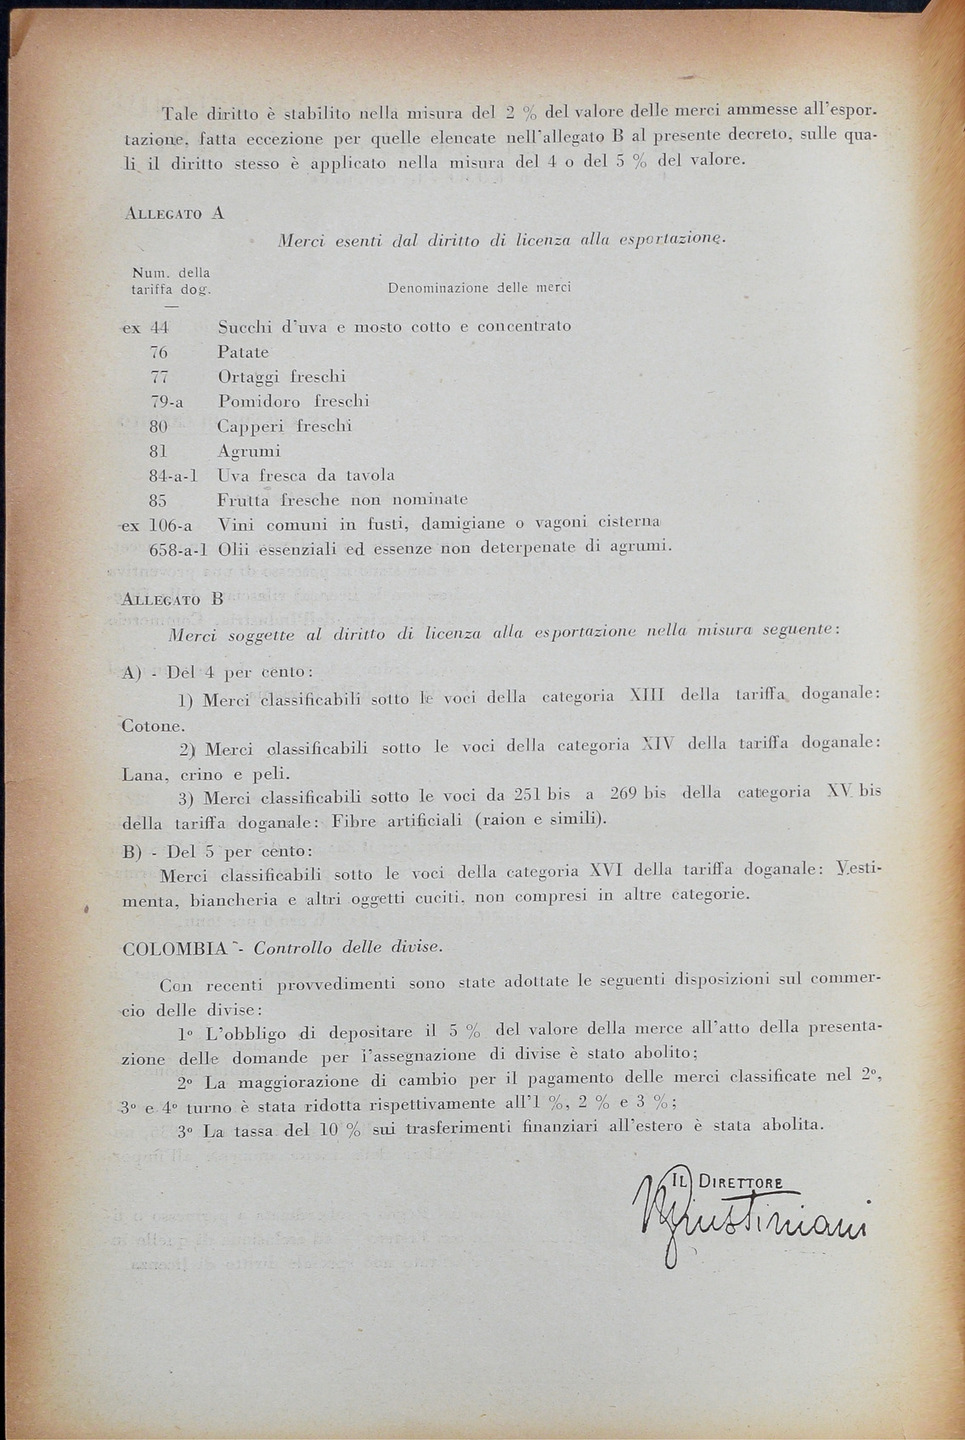 Tale diritto è stabilito nella misura del 2 % del valore delle merci ammesse all'espor.
tazione, fatta eccezione per quelle elencate nell'allegato B al presente decreto, sulle qua-
li il diritto stesso è applicato nella misura del 4 o del 5 % del valore.
ALLEGATO A
Merci esenti dal diritto di licenza alla esportazione.
Num. della
tariffa dog. Denominazione delle merci
—
ex 44 Succhi d'uva e mosto cotto e concentrato
76 Patate
77 Ortaggi freschi
79-a Pomidoro freschi
80 Capperi freschi
81 Agrumi
84-a-1 Uva fresca da tavola
85 Frutta fresche non nominate
ex 106-a Vini comuni in fusti, damigiane o vagoni cisterna
658-a-1 Olii essenziali ed essenze non deterpenate di agrumi.
ALLEGATO B
Merci soggette al diritto di licenza alla esportazione nella misura seguente:
A) - Del 4 per cento:
1) Merci classificabili sotto le voci della categoria XIII della tariffa doganale:
Cotone.
2) Merci classificabili sotto le voci della categoria XIV della tariffa doganale:
Lana, crino e peli.
3) Merci classificabili sotto le voci da 251 bis a 269 bis della categoria XV bis
della tariffa doganale: Fibre artificiali (raion e simili).
B) - Del 5 per cento:
Merci classificabili sotto le voci della categoria XVI della tariffa doganale: Vesti-
menta, biancheria e altri oggetti cuciti, non compresi in altre categorie.
COLOMBIA - Controllo delle divise.
Con recenti provvedimenti sono state adottate le seguenti disposizioni sul commer-
cio delle divise:
1° L'obbligo di depositare il 5 % del valore della merce all'atto della presenta-
zione delle domande per l'assegnazione di divise è stato abolito;
2° La maggiorazione di cambio per il pagamento delle merci classificate nel 2°,
3° e 4° turno è stata ridotta rispettivamente all'1 %, 2 % e 3 %;
3° La tassa del 10 % sui trasferimenti finanziari all'estero è stata abolita.
IL DIRETTORE
Giustiniani